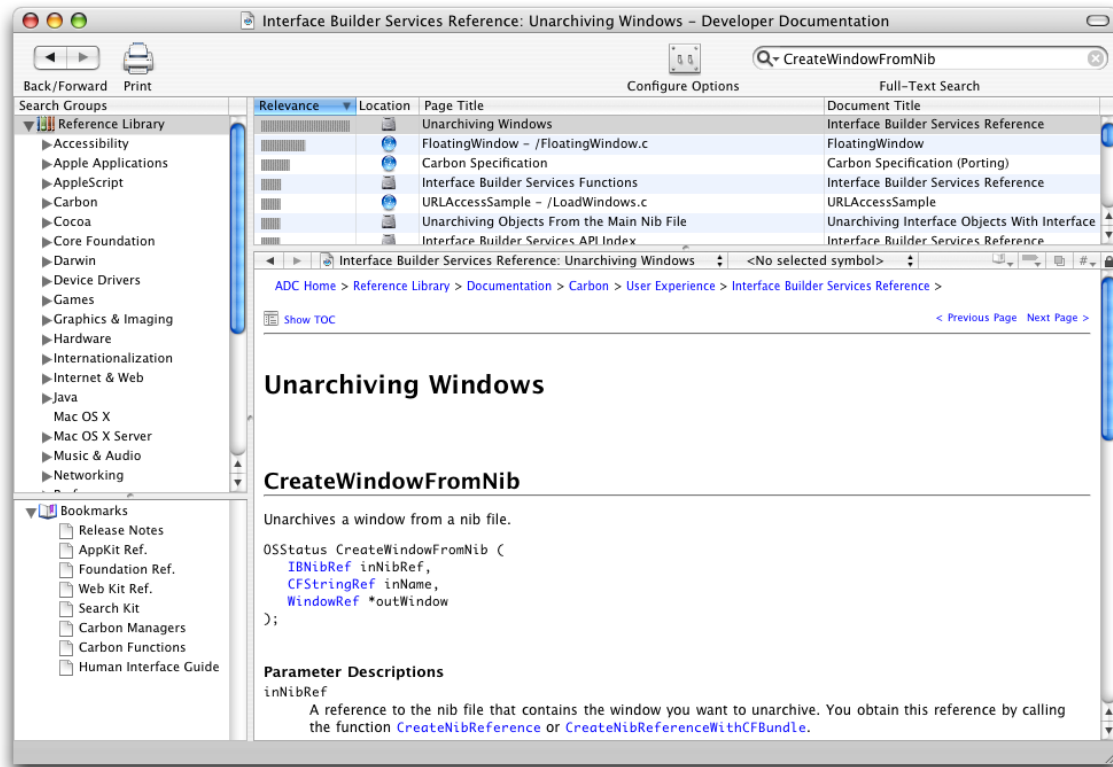 Interface Builder Services Reference: Unarchiving Windows – Developer Documentation
CreateWindowFromNib
Back/Forward Print Configure Options Full-Text Search
Search Groups
Reference Library
Accessibility
Apple Applications
AppleScript
Carbon
Cocoa
Core Foundation
Darwin
Device Drivers
Games
Graphics & Imaging
Hardware
Internationalization
Internet & Web
Java
Mac OS X
Mac OS X Server
Music & Audio
Networking
Bookmarks
Release Notes
AppKit Ref.
Foundation Ref.
Web Kit Ref.
Search Kit
Carbon Managers
Carbon Functions
Human Interface Guide
Relevance Location Page Title Document Title
Unarchiving Windows Interface Builder Services Reference
FloatingWindow – /FloatingWindow.c FloatingWindow
Carbon Specification Carbon Specification (Porting)
Interface Builder Services Functions Interface Builder Services Reference
URLAccessSample – /LoadWindows.c URLAccessSample
Unarchiving Objects From the Main Nib File Unarchiving Interface Objects With Interface
Interface Builder Services API Index Interface Builder Services Reference
Interface Builder Services Reference: Unarchiving Windows <No selected symbol> #
ADC Home > Reference Library > Documentation > Carbon > User Experience > Interface Builder Services Reference >
Show TOC < Previous Page Next Page >
Unarchiving Windows
CreateWindowFromNib
Unarchives a window from a nib file.
OSStatus CreateWindowFromNib (
IBNibRef inNibRef,
CFStringRef inName,
WindowRef *outWindow
);
Parameter Descriptions
inNibRef
A reference to the nib file that contains the window you want to unarchive. You obtain this reference by calling
the function CreateNibReference or CreateNibReferenceWithCFBundle.